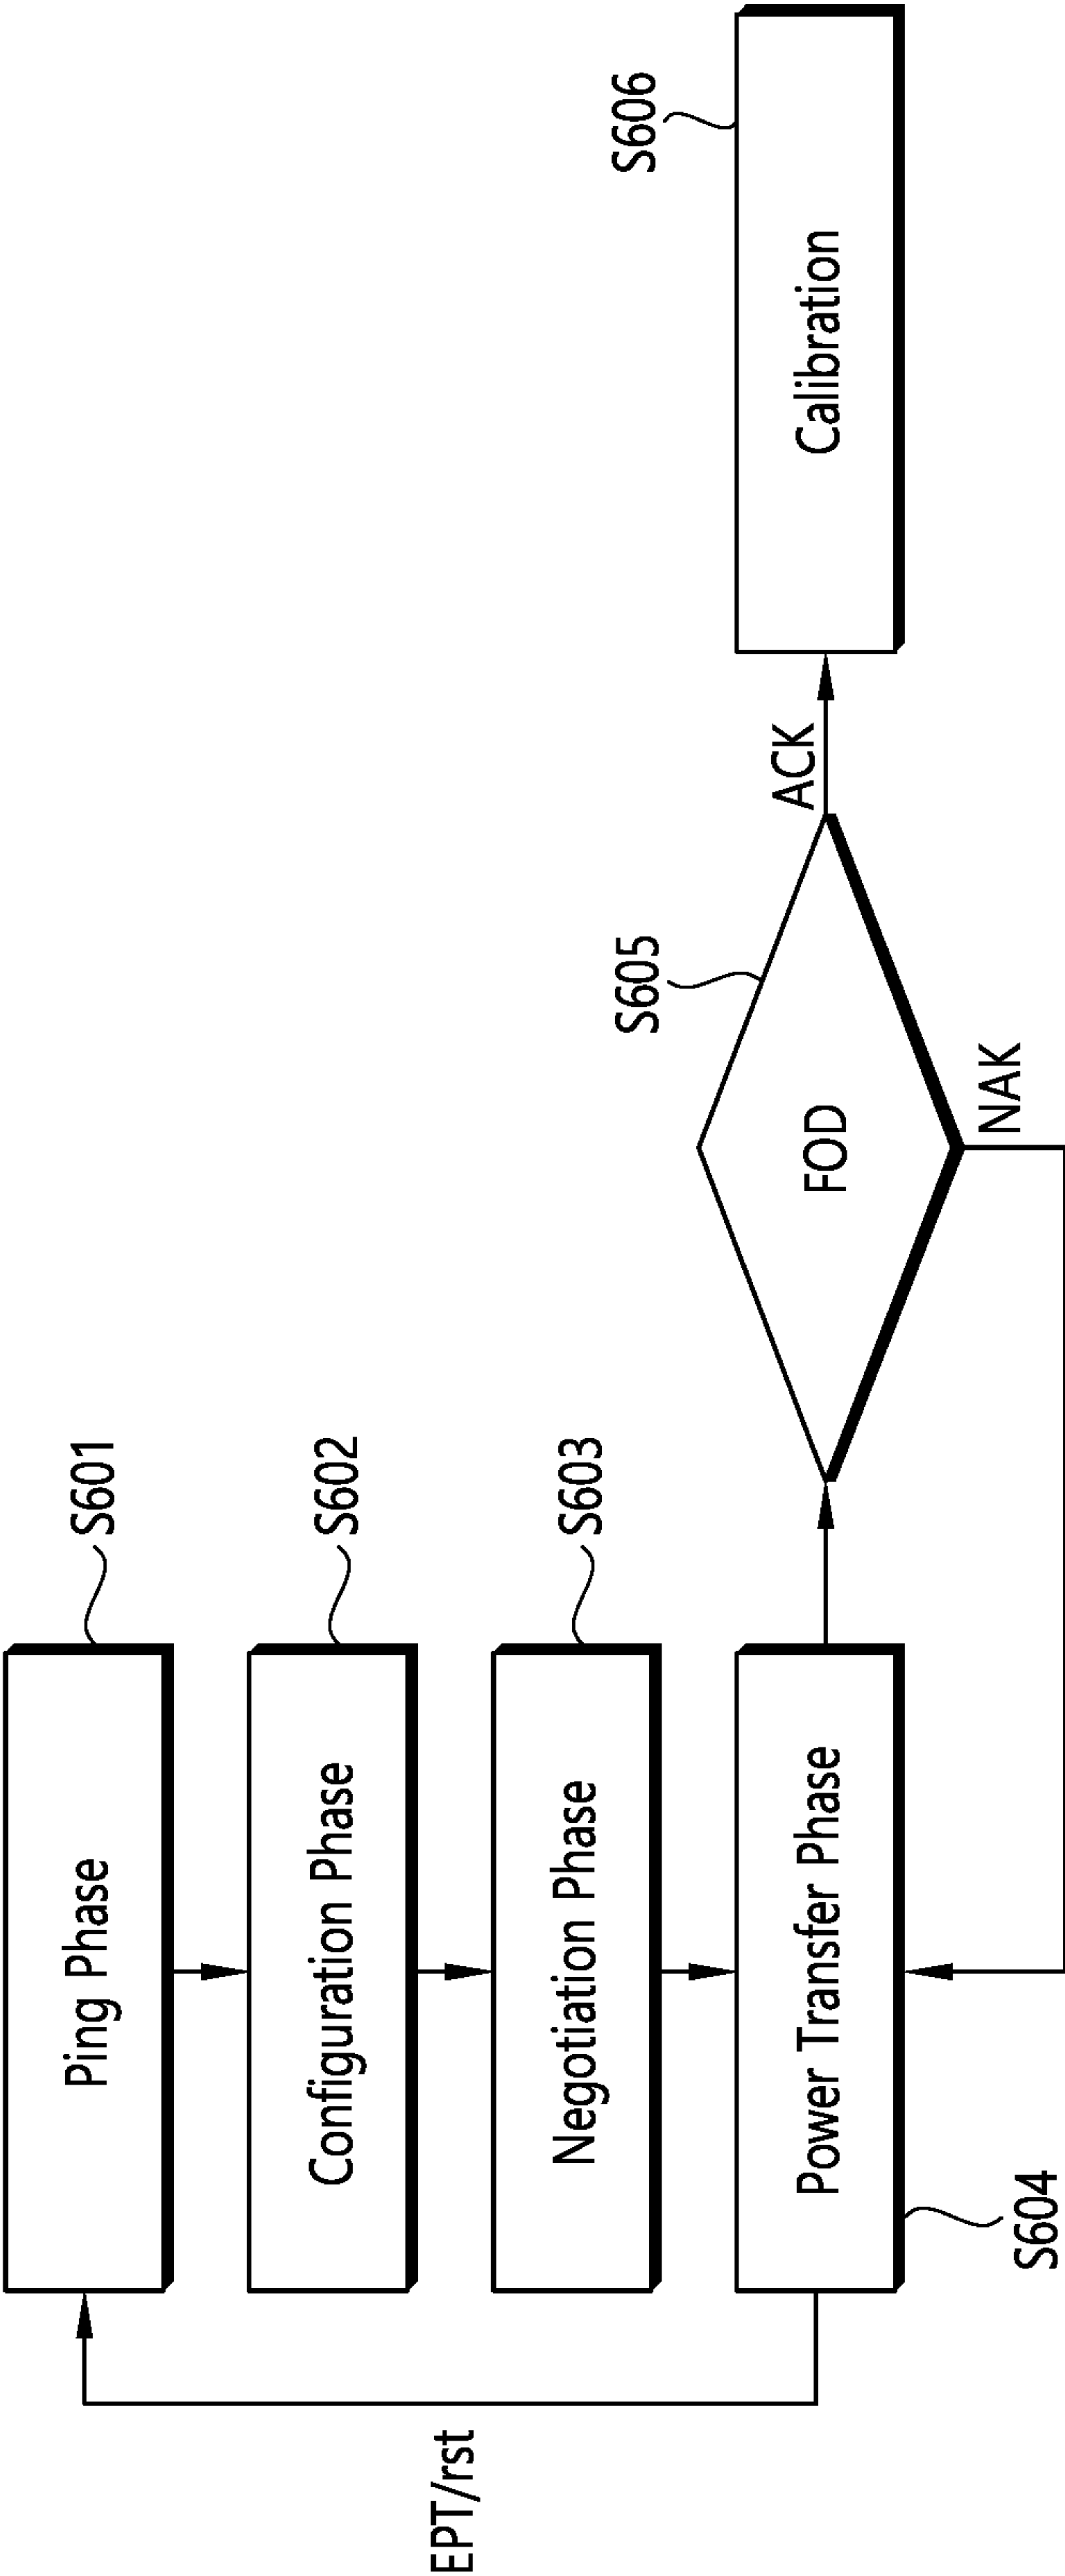 Ping Phase
S601
Configuration Phase
S602
EPT/rst
Negotiation Phase
S603
Power Transfer Phase
S604
FOD
S605
ACK
NAK
Calibration
S606